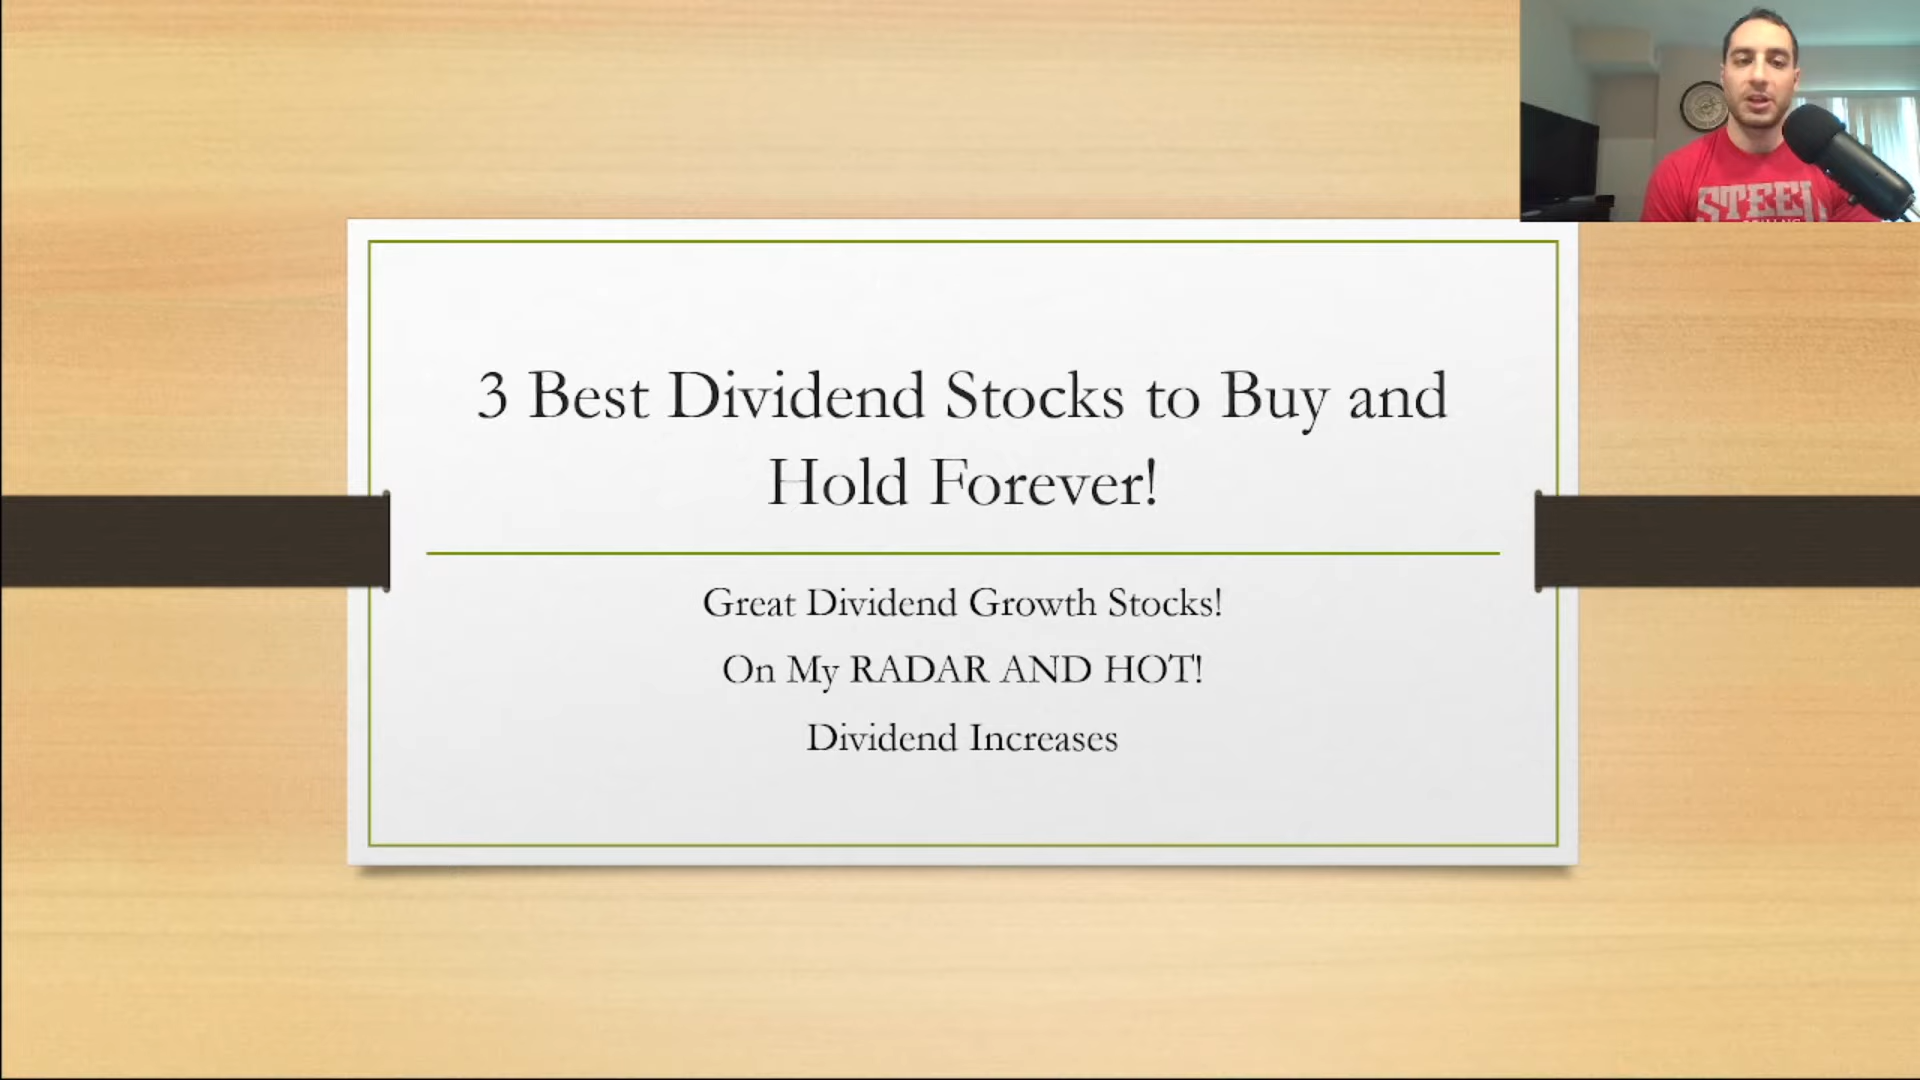 3 Best Dividend Stocks to Buy and
Hold Forever!
Great Dividend Growth Stocks!
On My RADAR AND HOT!
Dividend Increases
STEEL